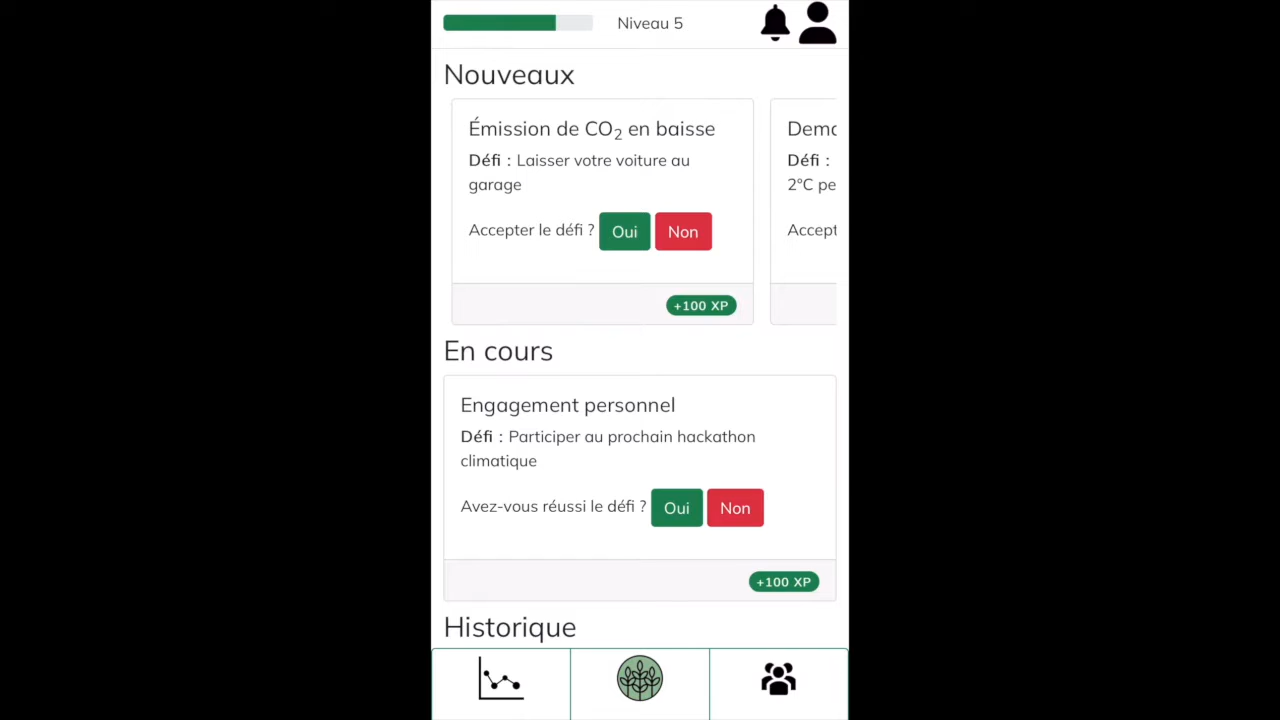 Niveau 5
Nouveaux
Émission de CO₂ en baisse
Défi : Laisser votre voiture au
garage
Accepter le défi ? Oui Non
+100 XP
Défi :
2°C
En cours
Engagement personnel
Défi : Participer au prochain hackathon
climatique
Avez-vous réussi le défi ? Oui Non
+100 XP
Historique